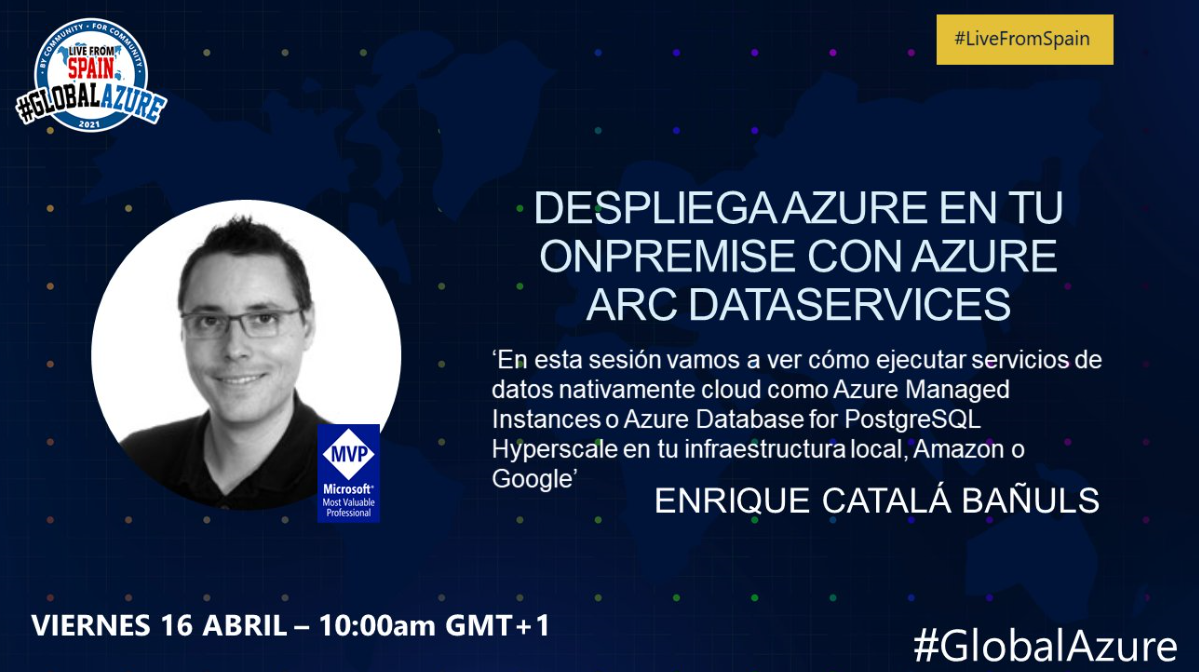 BY COMMUNITY · FOR COMMUNITY
LIVE FROM
SPAIN
#GLOBALAZURE
2021
#LiveFromSpain
DESPLIEGA AZURE EN TU
ONPREMISE CON AZURE
ARC DATASERVICES
‘En esta sesión vamos a ver cómo ejecutar servicios de
datos nativamente cloud como Azure Managed
Instances o Azure Database for PostgreSQL
Hyperscale en tu infraestructura local, Amazon o
Google’
ENRIQUE CATALÁ BAÑULS
MVP
Microsoft®
Most Valuable
Professional
VIERNES 16 ABRIL – 10:00am GMT+1
#GlobalAzure